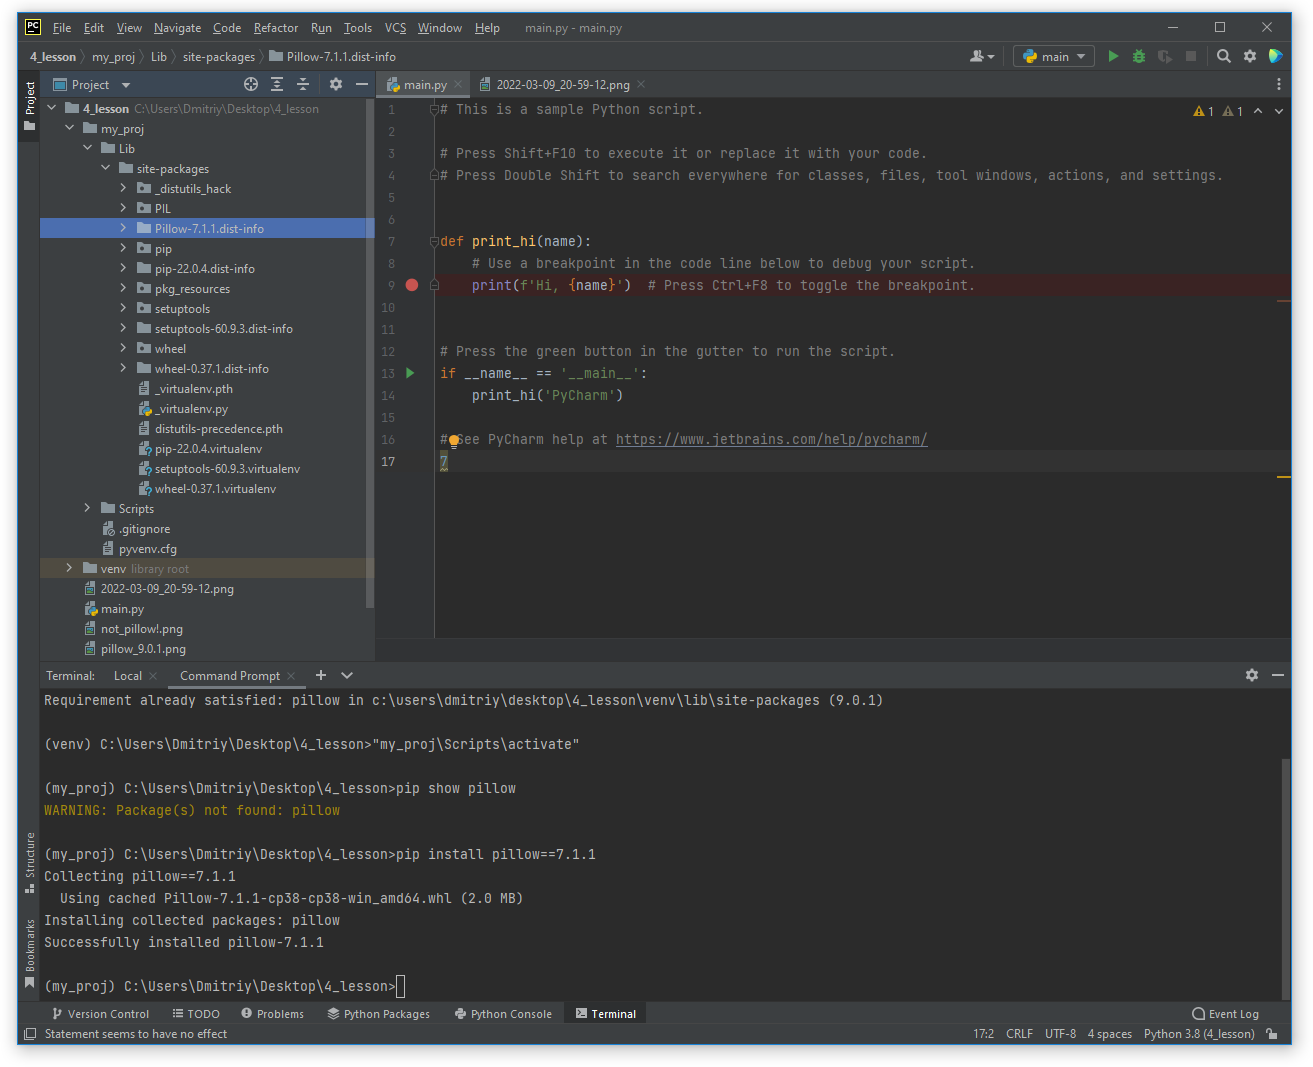 PC File Edit View Navigate Code Refactor Run Tools VCS Window Help main.py - main.py
4_lesson my_proj Lib site-packages Pillow-7.1.1.dist-info main
Project
Project
main.py 2022-03-09_20-59-12.png
4_lesson C:\Users\Dmitriy\Desktop\4_lesson
my_proj
Lib
site-packages
_distutils_hack
PIL
Pillow-7.1.1.dist-info
pip
pip-22.0.4.dist-info
pkg_resources
setuptools
setuptools-60.9.3.dist-info
wheel
wheel-0.37.1.dist-info
_virtualenv.pth
_virtualenv.py
distutils-precedence.pth
pip-22.0.4.virtualenv
setuptools-60.9.3.virtualenv
wheel-0.37.1.virtualenv
Scripts
.gitignore
pyvenv.cfg
venv library root
2022-03-09_20-59-12.png
main.py
not_pillow!.png
pillow_9.0.1.png
1 # This is a sample Python script.
1 1
2
3 # Press Shift+F10 to execute it or replace it with your code.
4 # Press Double Shift to search everywhere for classes, files, tool windows, actions, and settings.
5
6
7 def print_hi(name):
8 # Use a breakpoint in the code line below to debug your script.
9 print(f'Hi, {name}') # Press Ctrl+F8 to toggle the breakpoint.
10
11
12 # Press the green button in the gutter to run the script.
13 if __name__ == '__main__':
14 print_hi('PyCharm')
15
16 # See PyCharm help at https://www.jetbrains.com/help/pycharm/
17 7
Terminal: Local Command Prompt
Requirement already satisfied: pillow in c:\users\dmitriy\desktop\4_lesson\venv\lib\site-packages (9.0.1)
(venv) C:\Users\Dmitriy\Desktop\4_lesson>"my_proj\Scripts\activate"
(my_proj) C:\Users\Dmitriy\Desktop\4_lesson>pip show pillow
WARNING: Package(s) not found: pillow
(my_proj) C:\Users\Dmitriy\Desktop\4_lesson>pip install pillow==7.1.1
Collecting pillow==7.1.1
Using cached Pillow-7.1.1-cp38-cp38-win_amd64.whl (2.0 MB)
Installing collected packages: pillow
Successfully installed pillow-7.1.1
(my_proj) C:\Users\Dmitriy\Desktop\4_lesson>
Structure
Bookmarks
Version Control TODO Problems Python Packages Python Console Terminal Event Log
Statement seems to have no effect 17:2 CRLF UTF-8 4 spaces Python 3.8 (4_lesson)